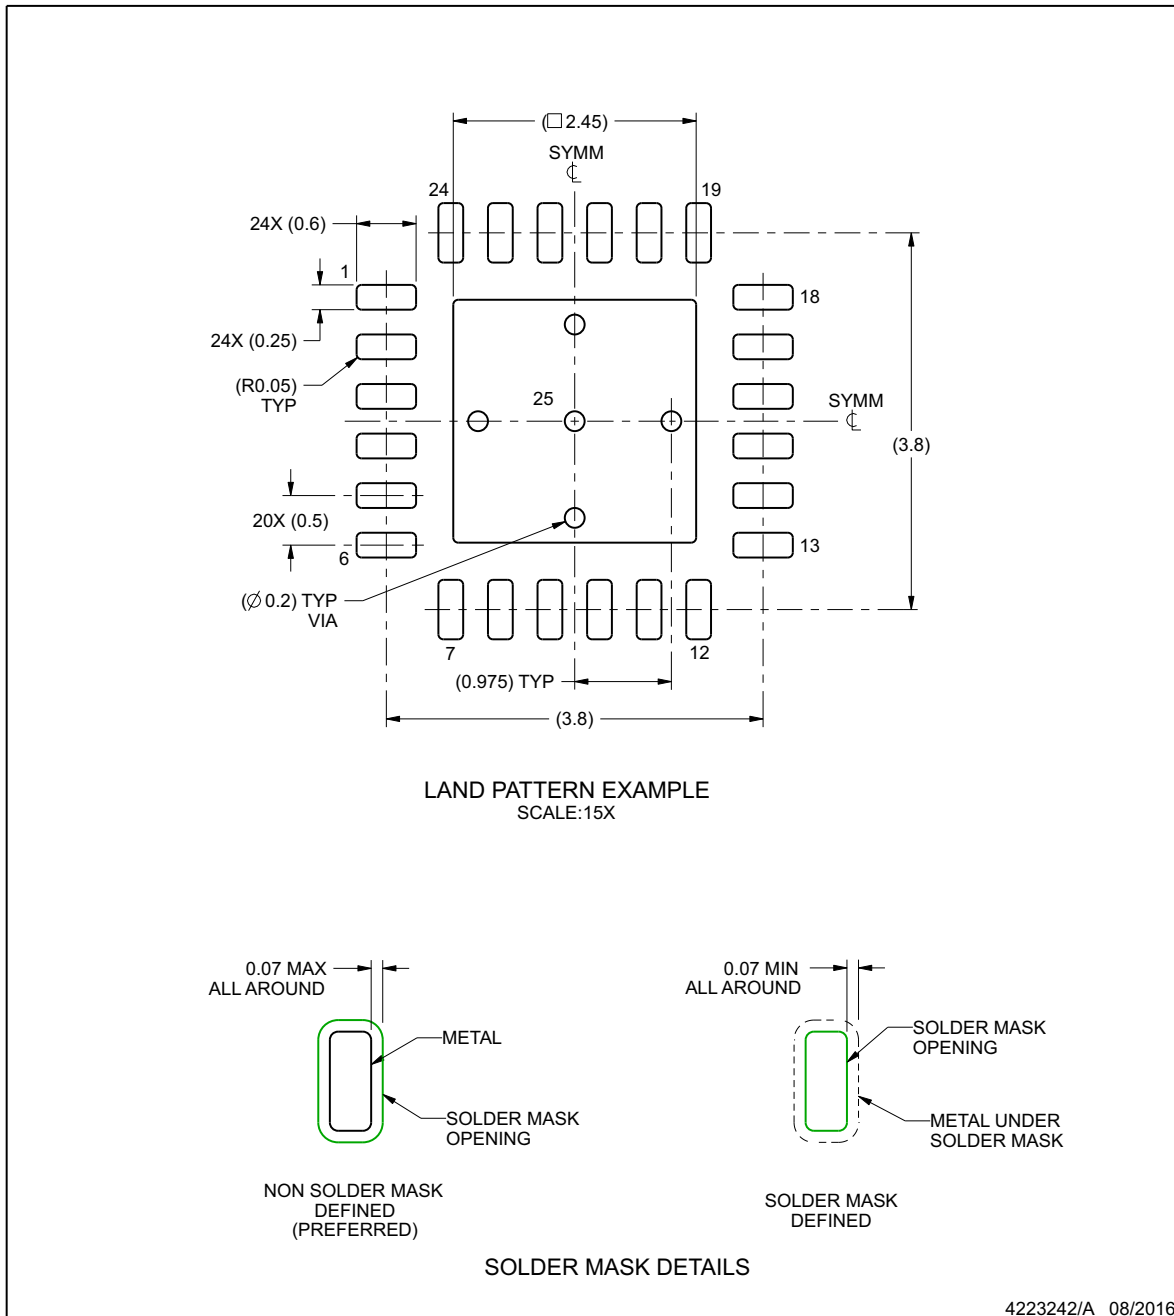 (□ 2.45)
SYMM
℄
24
19
24X (0.6)
1
18
24X (0.25)
(R0.05)
TYP
25
SYMM
℄
(3.8)
20X (0.5)
6
13
(∅ 0.2) TYP
VIA
7
12
(0.975) TYP
(3.8)
LAND PATTERN EXAMPLE
SCALE:15X
0.07 MAX
ALL AROUND
METAL
SOLDER MASK
OPENING
NON SOLDER MASK
DEFINED
(PREFERRED)
0.07 MIN
ALL AROUND
SOLDER MASK
OPENING
METAL UNDER
SOLDER MASK
SOLDER MASK
DEFINED
SOLDER MASK DETAILS
4223242/A 08/2016